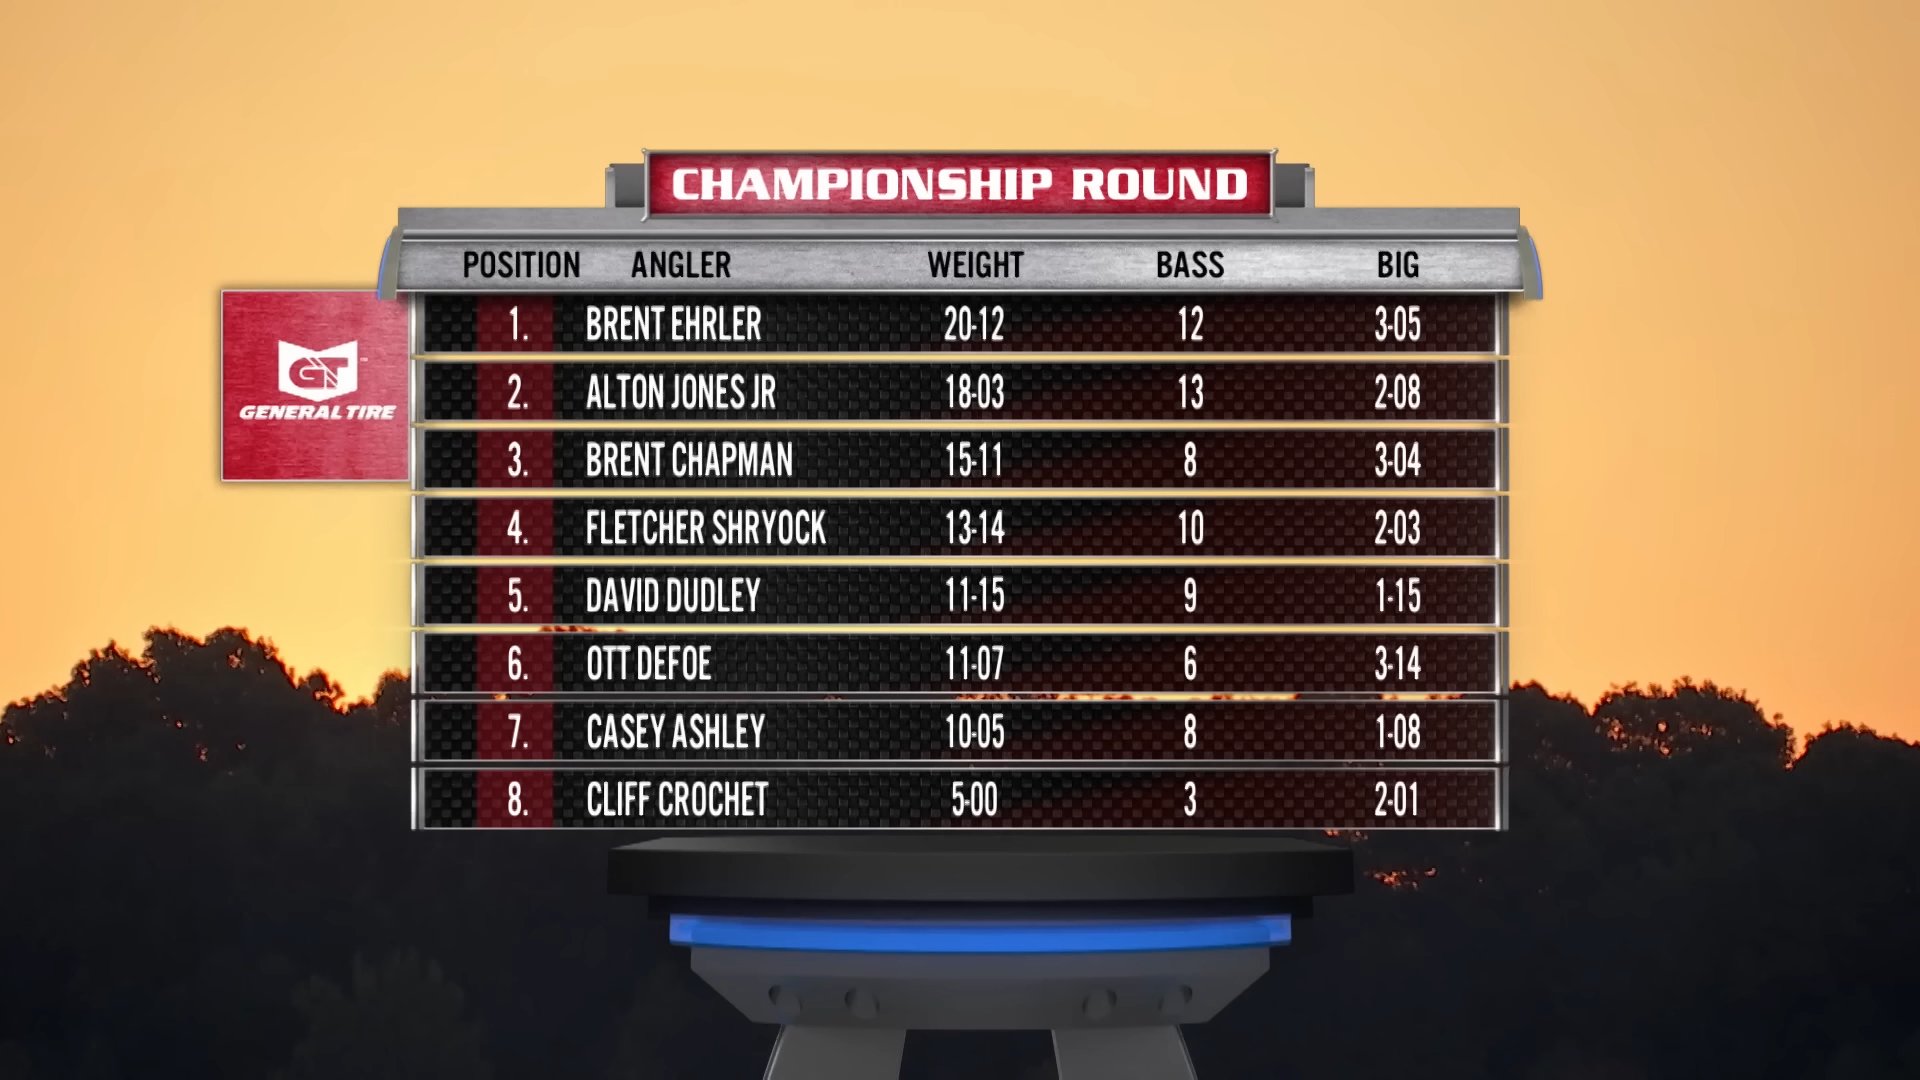 CHAMPIONSHIP ROUND
POSITION ANGLER WEIGHT BASS BIG
1. BRENT EHRLER 20-12 12 3-05
2. ALTON JONES JR 18-03 13 2-08
3. BRENT CHAPMAN 15-11 8 3-04
4. FLETCHER SHRYOCK 13-14 10 2-03
5. DAVID DUDLEY 11-15 9 1-15
6. OTT DEFOE 11-07 6 3-14
7. CASEY ASHLEY 10-05 8 1-08
8. CLIFF CROCHET 5-00 3 2-01
GT™
GENERAL TIRE